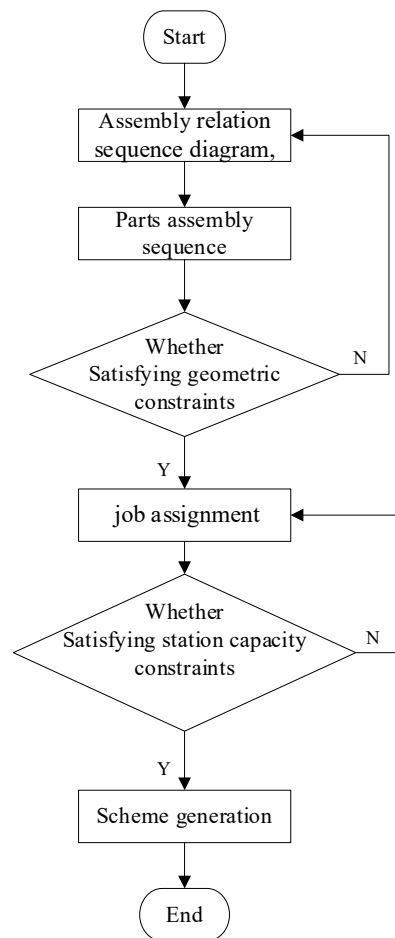 Start
Assembly relation
sequence diagram,
Parts assembly
sequence
Whether
Satisfying geometric
constraints
N
Y
job assignment
Whether
Satisfying station capacity
constraints
N
Y
Scheme generation
End